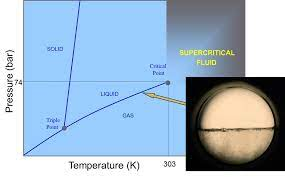 SOLID
Critical
Point
SUPERCRITICAL
FLUID
Pressure (bar)
74
LIQUID
GAS
Triple
Point
Temperature (K)
303